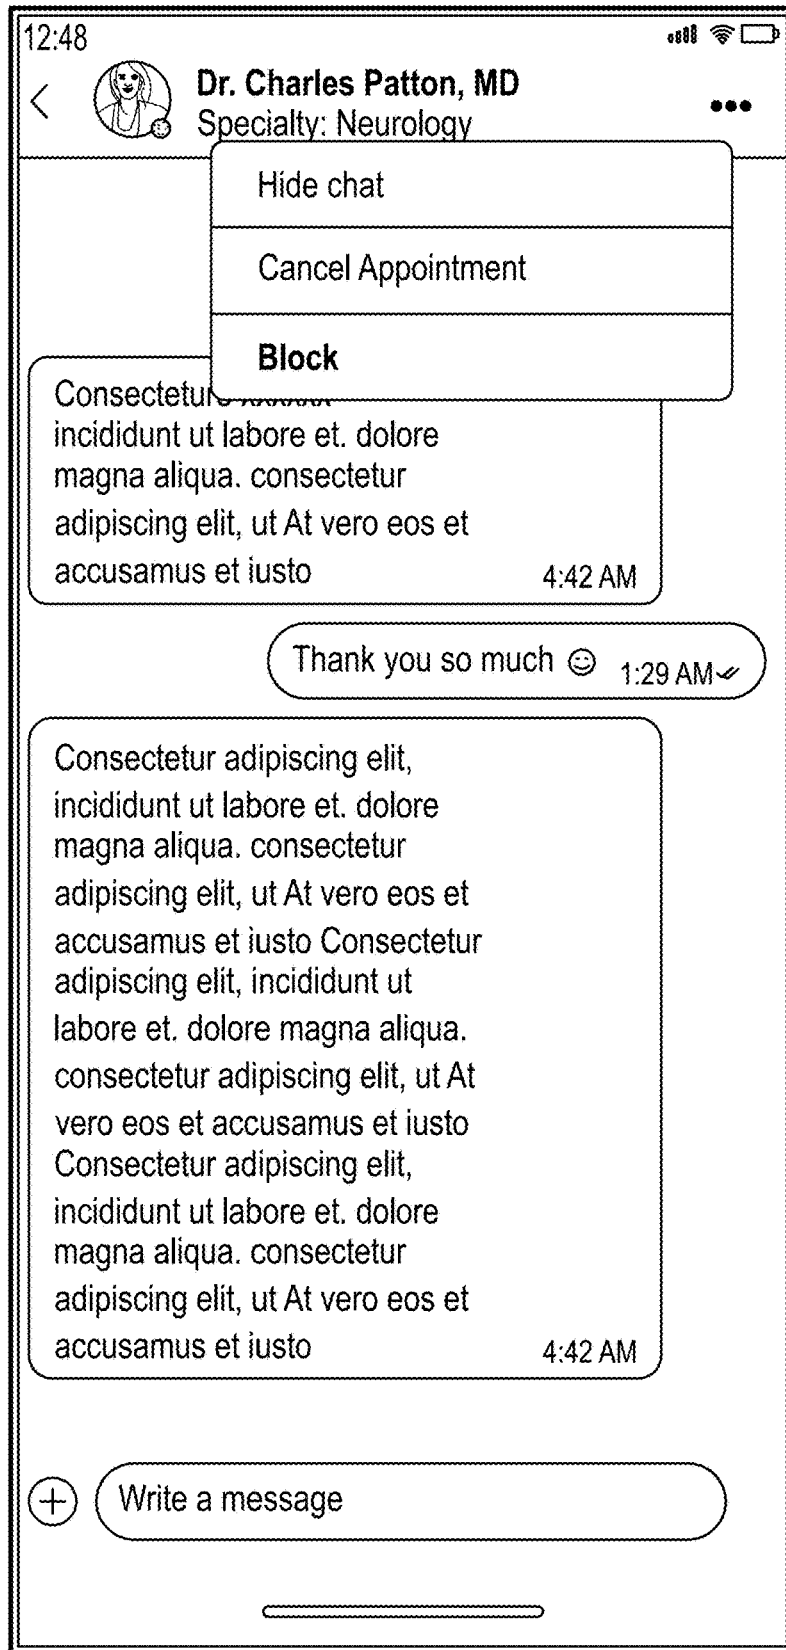 12:48
Dr. Charles Patton, MD
Specialty: Neurology
Hide chat
Cancel Appointment
Block
incididunt ut labore et. dolore
magna aliqua. consectetur
adipiscing elit, ut At vero eos et
accusamus et iusto
4:42 AM
Thank you so much ☺ 1:29 AM
Consectetur adipiscing elit,
incididunt ut labore et. dolore
magna aliqua. consectetur
adipiscing elit, ut At vero eos et
accusamus et iusto Consectetur
adipiscing elit, incididunt ut
labore et. dolore magna aliqua.
consectetur adipiscing elit, ut At
vero eos et accusamus et iusto
Consectetur adipiscing elit,
incididunt ut labore et. dolore
magna aliqua. consectetur
adipiscing elit, ut At vero eos et
accusamus et iusto
4:42 AM
Write a message